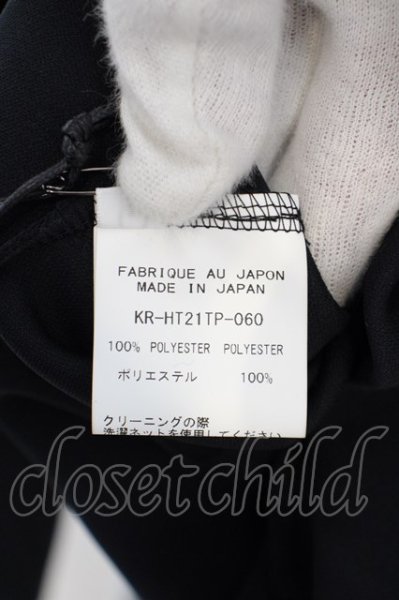 FABRIQUE AU JAPON
MADE IN JAPAN
KR-HT21TP-060
100% POLYESTER POLYESTER
ポリエステル 100%
クリーニングの際
洗濯ネットを使用してください
closetchild